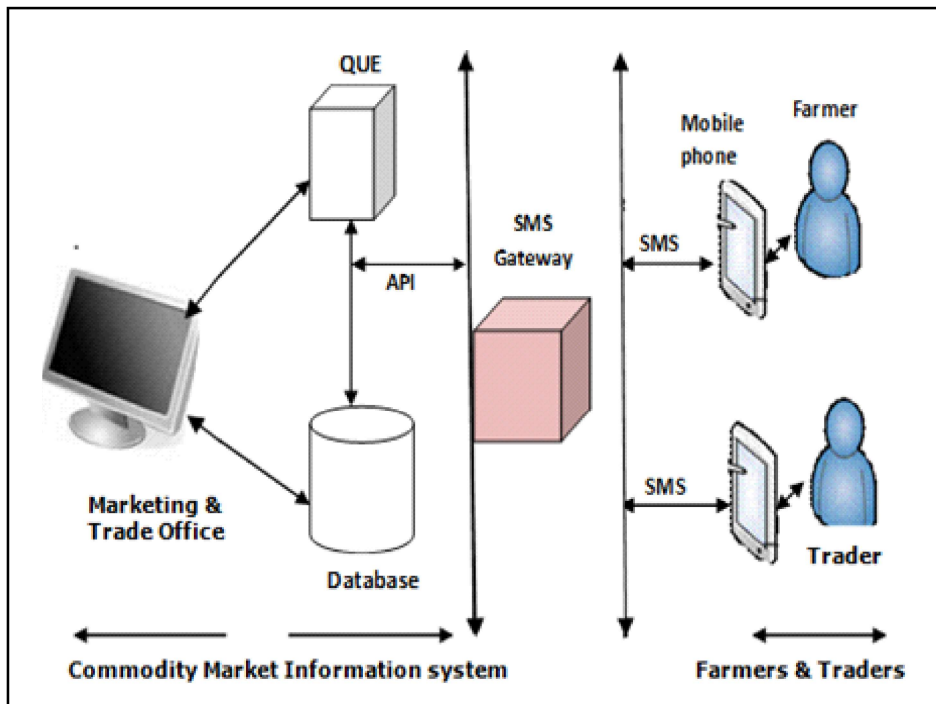 QUE
Farmer
Mobile
phone
SMS
Gateway
SMS
API
SMS
Marketing &
Trade Office
Trader
Database
Commodity Market Information system
Farmers & Traders